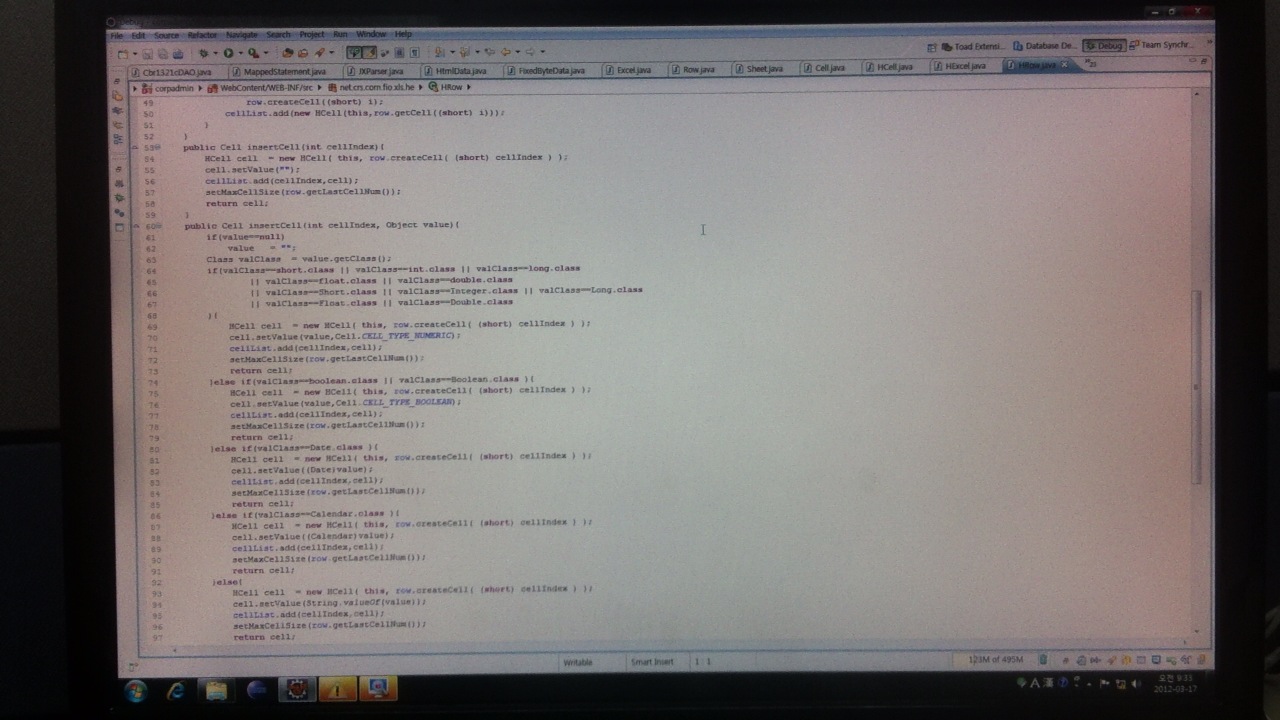 File Edit Source Refactor Navigate Search Project Run Window Help
Toad Extensi... Database De... Debug Team Synchr...
Cbr1321cDAO.java MappedStatement.java JXParser.java HtmlData.java FixedByteData.java Excel.java Row.java Sheet.java Cell.java HCell.java HExcel.java HRow.java
corpadmin WebContent/WEB-INF/src net.crs.com.fio.xls.he HRow
49 row.createCell((short) i);
50 cellList.add(new HCell(this,row.getCell((short) i)));
51 }
52 }
53 public Cell insertCell(int cellIndex){
54 HCell cell = new HCell( this, row.createCell( (short) cellIndex ) );
55 cell.setValue("");
56 cellList.add(cellIndex,cell);
57 setMaxCellSize(row.getLastCellNum());
58 return cell;
59 }
60 public Cell insertCell(int cellIndex, Object value){
61 if(value==null)
62 value = "";
63 Class valClass = value.getClass();
64 if(valClass==short.class || valClass==int.class || valClass==long.class
65 || valClass==float.class || valClass==double.class
66 || valClass==Short.class || valClass==Integer.class || valClass==Long.class
67 || valClass==Float.class || valClass==Double.class
68 ){
69 HCell cell = new HCell( this, row.createCell( (short) cellIndex ) );
70 cell.setValue(value,Cell.CELL_TYPE_NUMERIC);
71 cellList.add(cellIndex,cell);
72 setMaxCellSize(row.getLastCellNum());
73 return cell;
74 }else if(valClass==boolean.class || valClass==Boolean.class ){
75 HCell cell = new HCell( this, row.createCell( (short) cellIndex ) );
76 cell.setValue(value,Cell.CELL_TYPE_BOOLEAN);
77 cellList.add(cellIndex,cell);
78 setMaxCellSize(row.getLastCellNum());
79 return cell;
80 }else if(valClass==Date.class ){
81 HCell cell = new HCell( this, row.createCell( (short) cellIndex ) );
82 cell.setValue((Date)value);
83 cellList.add(cellIndex,cell);
84 setMaxCellSize(row.getLastCellNum());
85 return cell;
86 }else if(valClass==Calendar.class ){
87 HCell cell = new HCell( this, row.createCell( (short) cellIndex ) );
88 cell.setValue((Calendar)value);
89 cellList.add(cellIndex,cell);
90 setMaxCellSize(row.getLastCellNum());
91 return cell;
92 }else{
93 HCell cell = new HCell( this, row.createCell( (short) cellIndex ) );
94 cell.setValue(String.valueOf(value));
95 cellList.add(cellIndex,cell);
96 setMaxCellSize(row.getLastCellNum());
97 return cell;
Writable Smart Insert 1 : 1 123M of 495M
A 漢 오전 9:33
2012-03-17